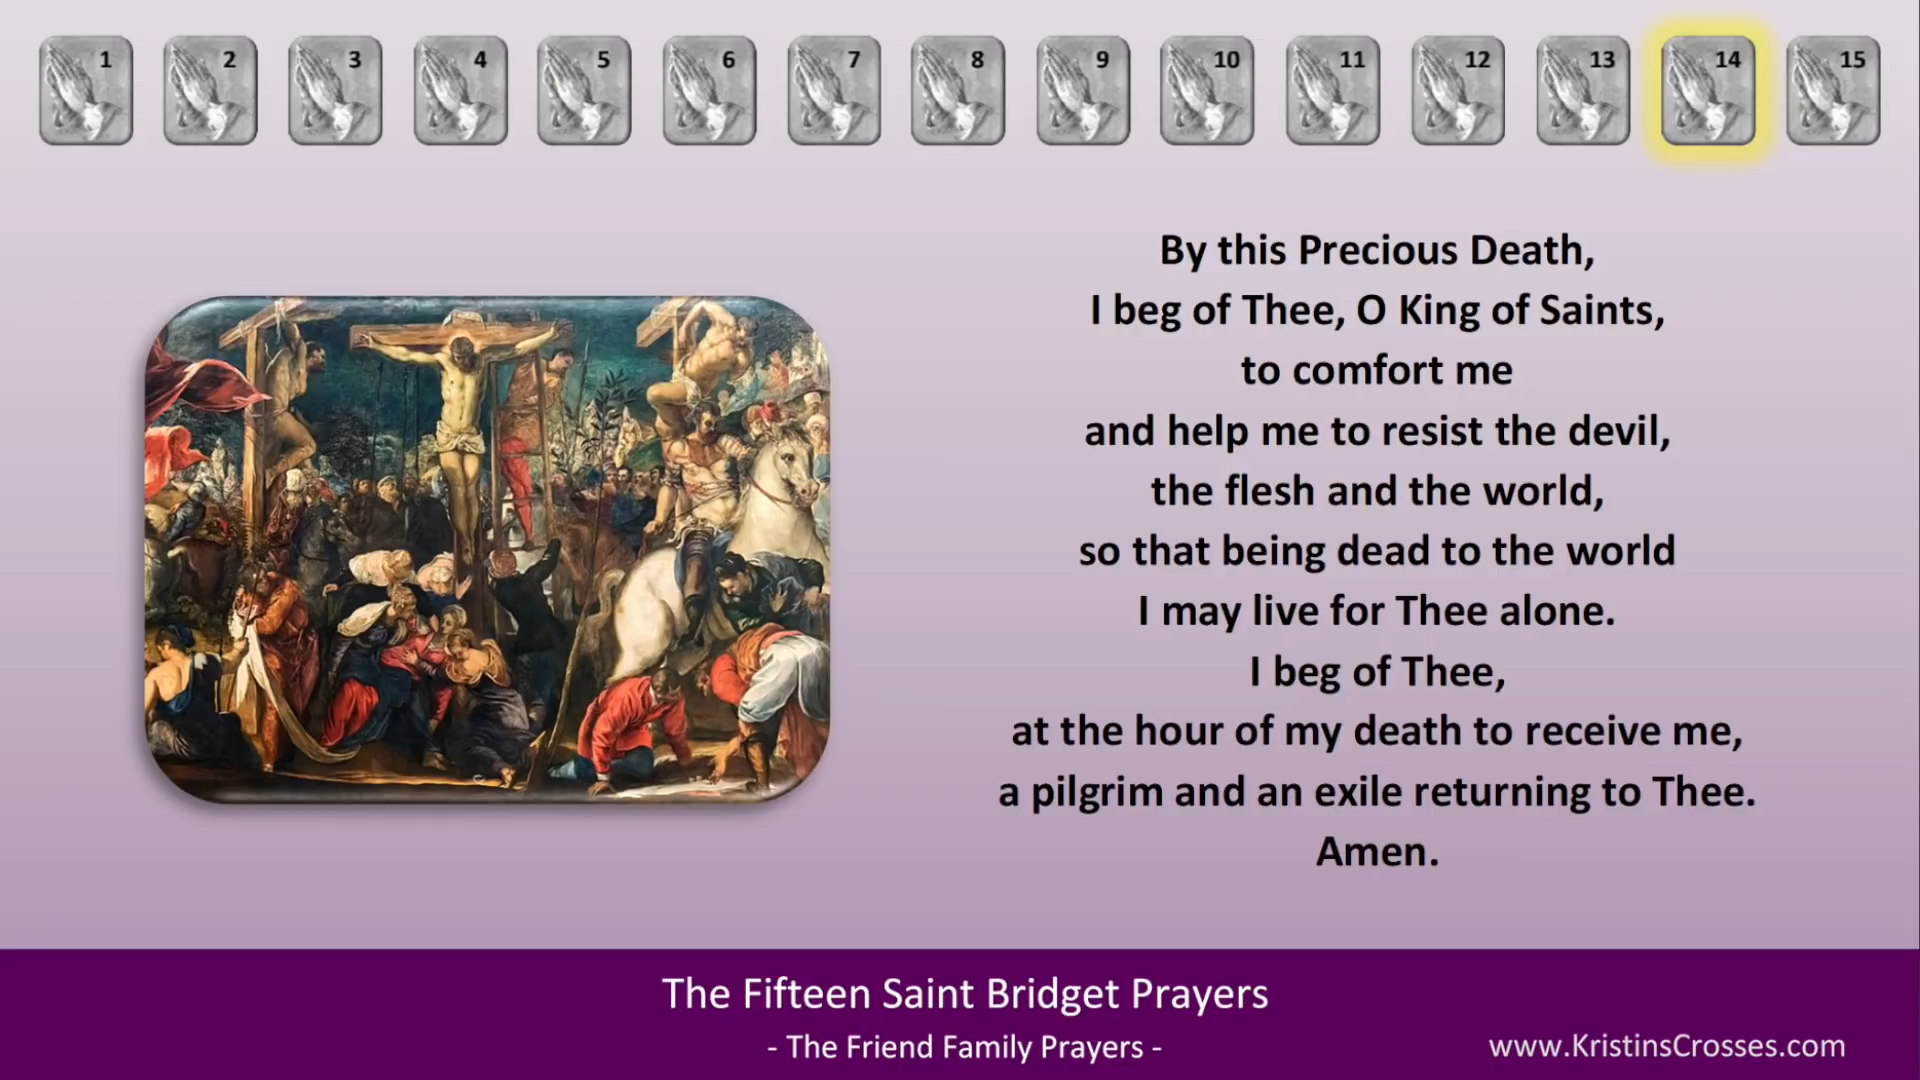 1 2 3 4 5 6 7 8 9 10 11 12 13 14 15
By this Precious Death,
I beg of Thee, O King of Saints,
to comfort me
and help me to resist the devil,
the flesh and the world,
so that being dead to the world
I may live for Thee alone.
I beg of Thee,
at the hour of my death to receive me,
a pilgrim and an exile returning to Thee.
Amen.
The Fifteen Saint Bridget Prayers
- The Friend Family Prayers -
www.KristinsCrosses.com